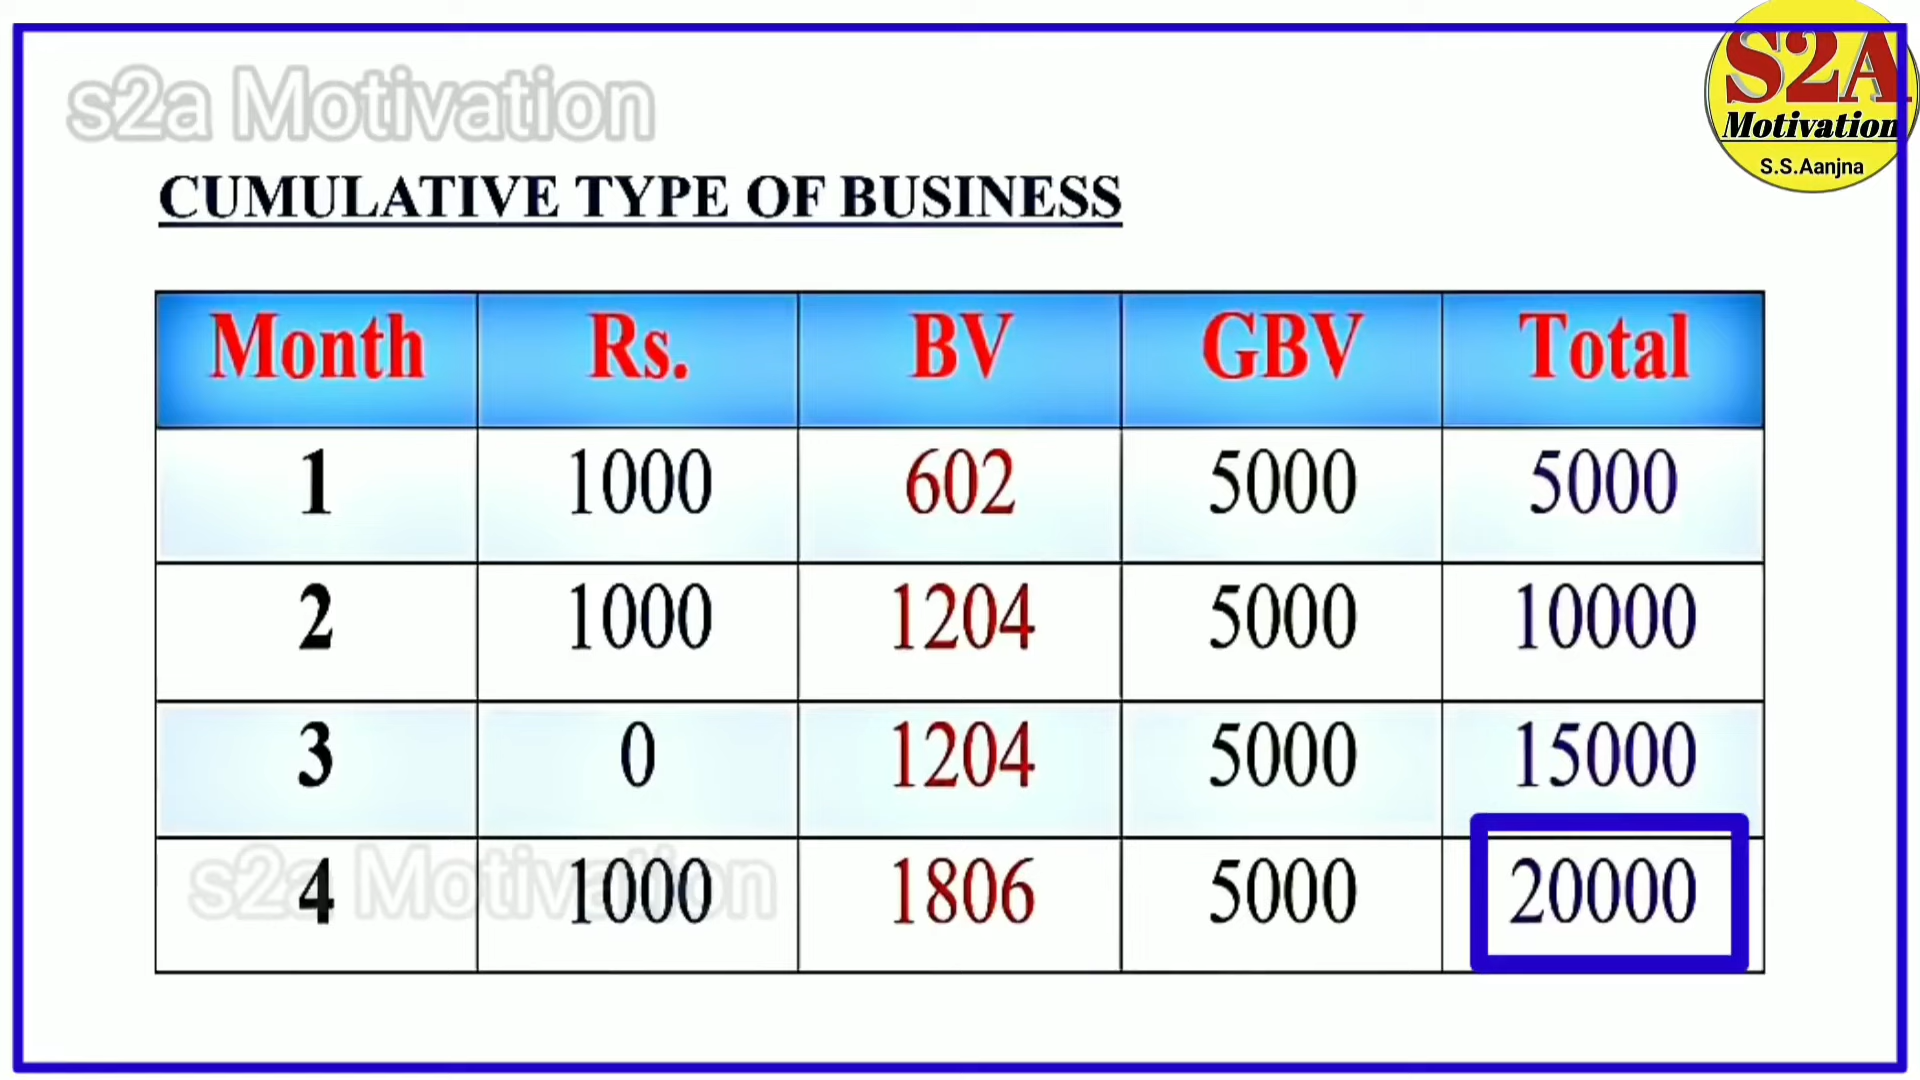 s2a Motivation
S2A
Motivation
S.S.Aanjna
CUMULATIVE TYPE OF BUSINESS
Month Rs. BV GBV Total
1 1000 602 5000 5000
2 1000 1204 5000 10000
3 0 1204 5000 15000
4 1000 1806 5000 20000
s2a Motivation